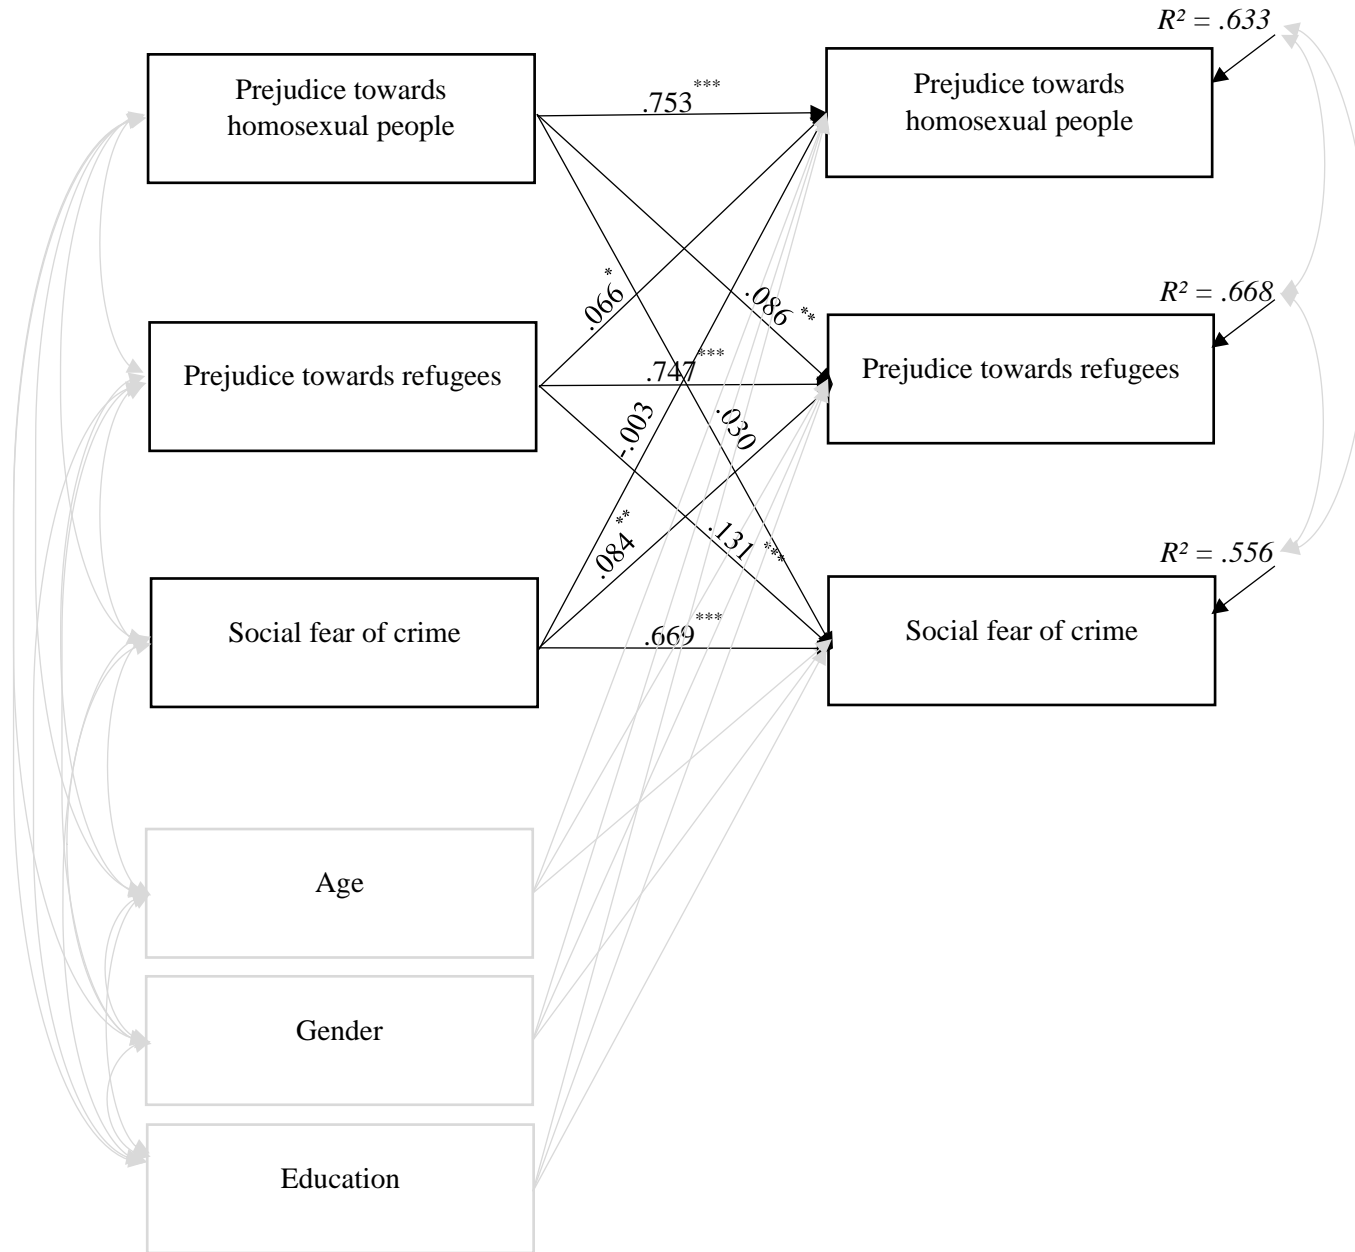 R² = .633
Prejudice towards
homosexual people
.753***
Prejudice towards
homosexual people
.066*
.086**
R² = .668
Prejudice towards refugees
.747***
Prejudice towards refugees
-.003
.030
.084**
.131***
R² = .556
Social fear of crime
.669***
Social fear of crime
Age
Gender
Education